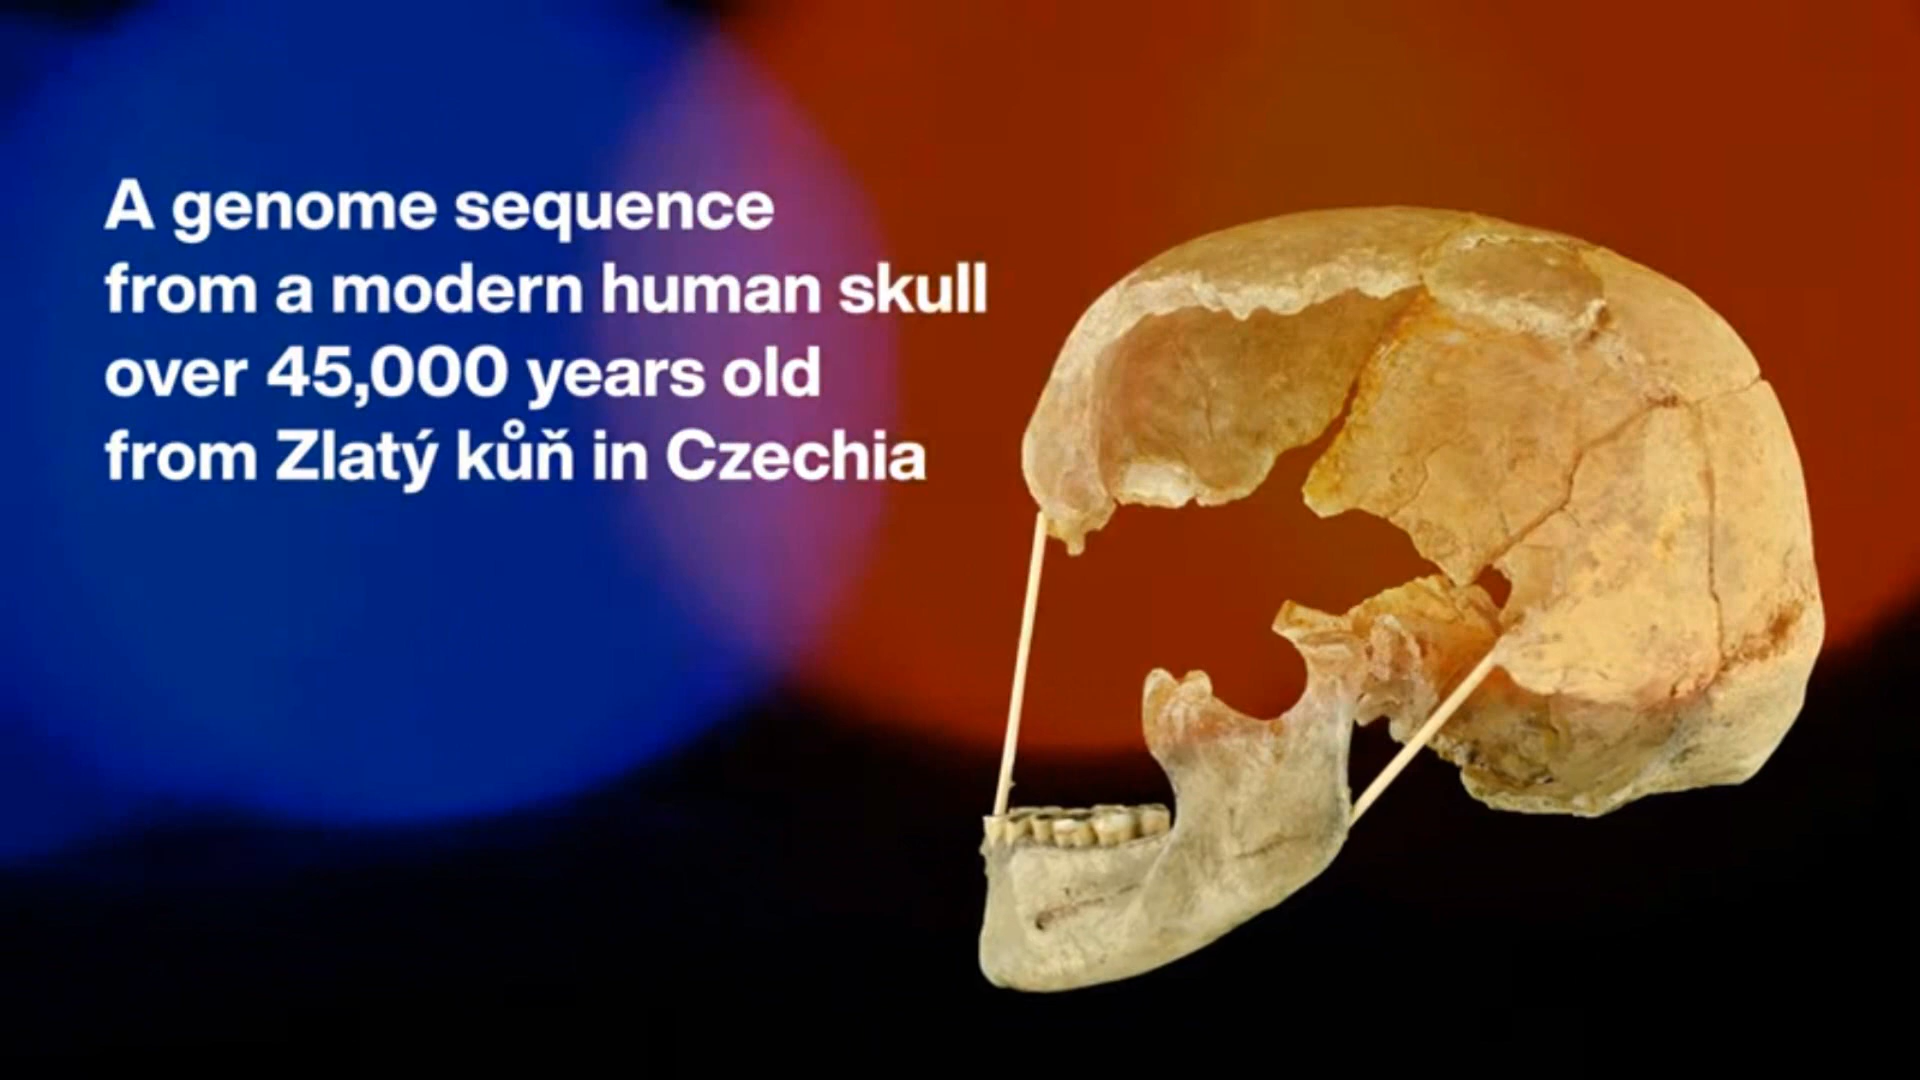 A genome sequence
from a modern human skull
over 45,000 years old
from Zlatý kůň in Czechia